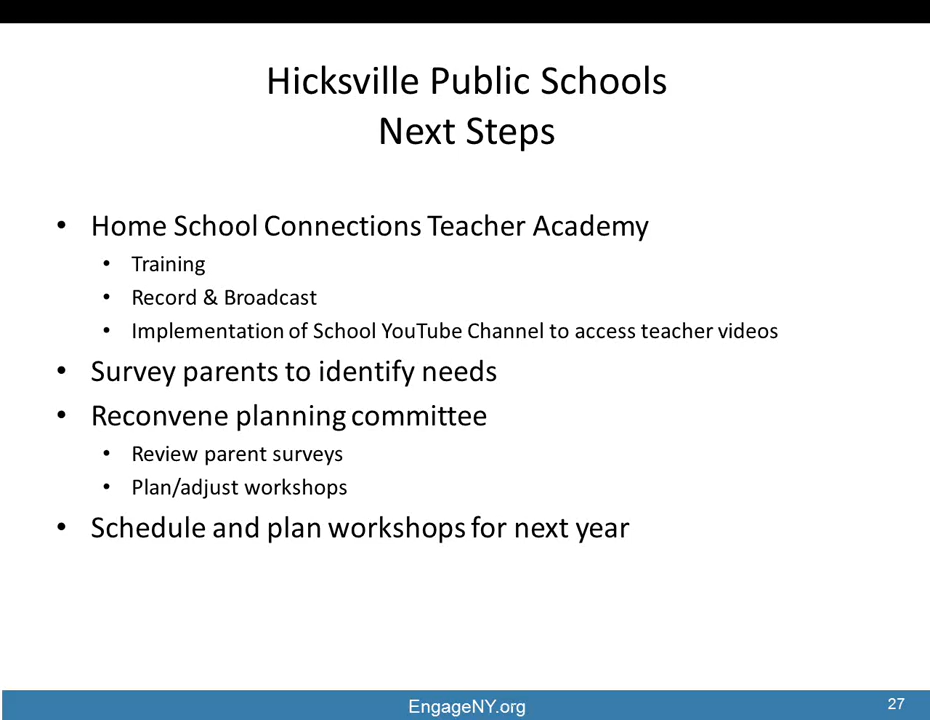 Hicksville Public Schools
Next Steps
• Home School Connections Teacher Academy
• Training
• Record & Broadcast
• Implementation of School YouTube Channel to access teacher videos
• Survey parents to identify needs
• Reconvene planning committee
• Review parent surveys
• Plan/adjust workshops
• Schedule and plan workshops for next year
EngageNY.org
27